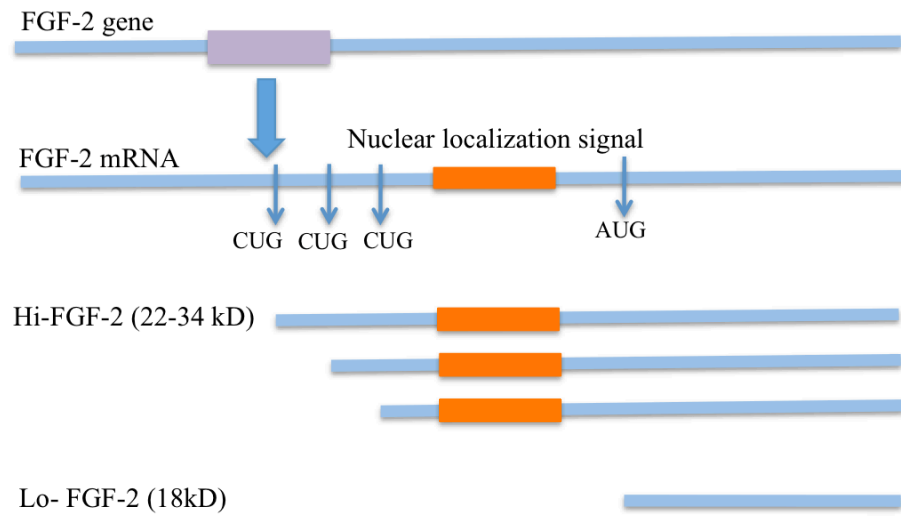 FGF-2 gene
Nuclear localization signal
FGF-2 mRNA
CUG CUG CUG AUG
Hi-FGF-2 (22-34 kD)
Lo- FGF-2 (18kD)